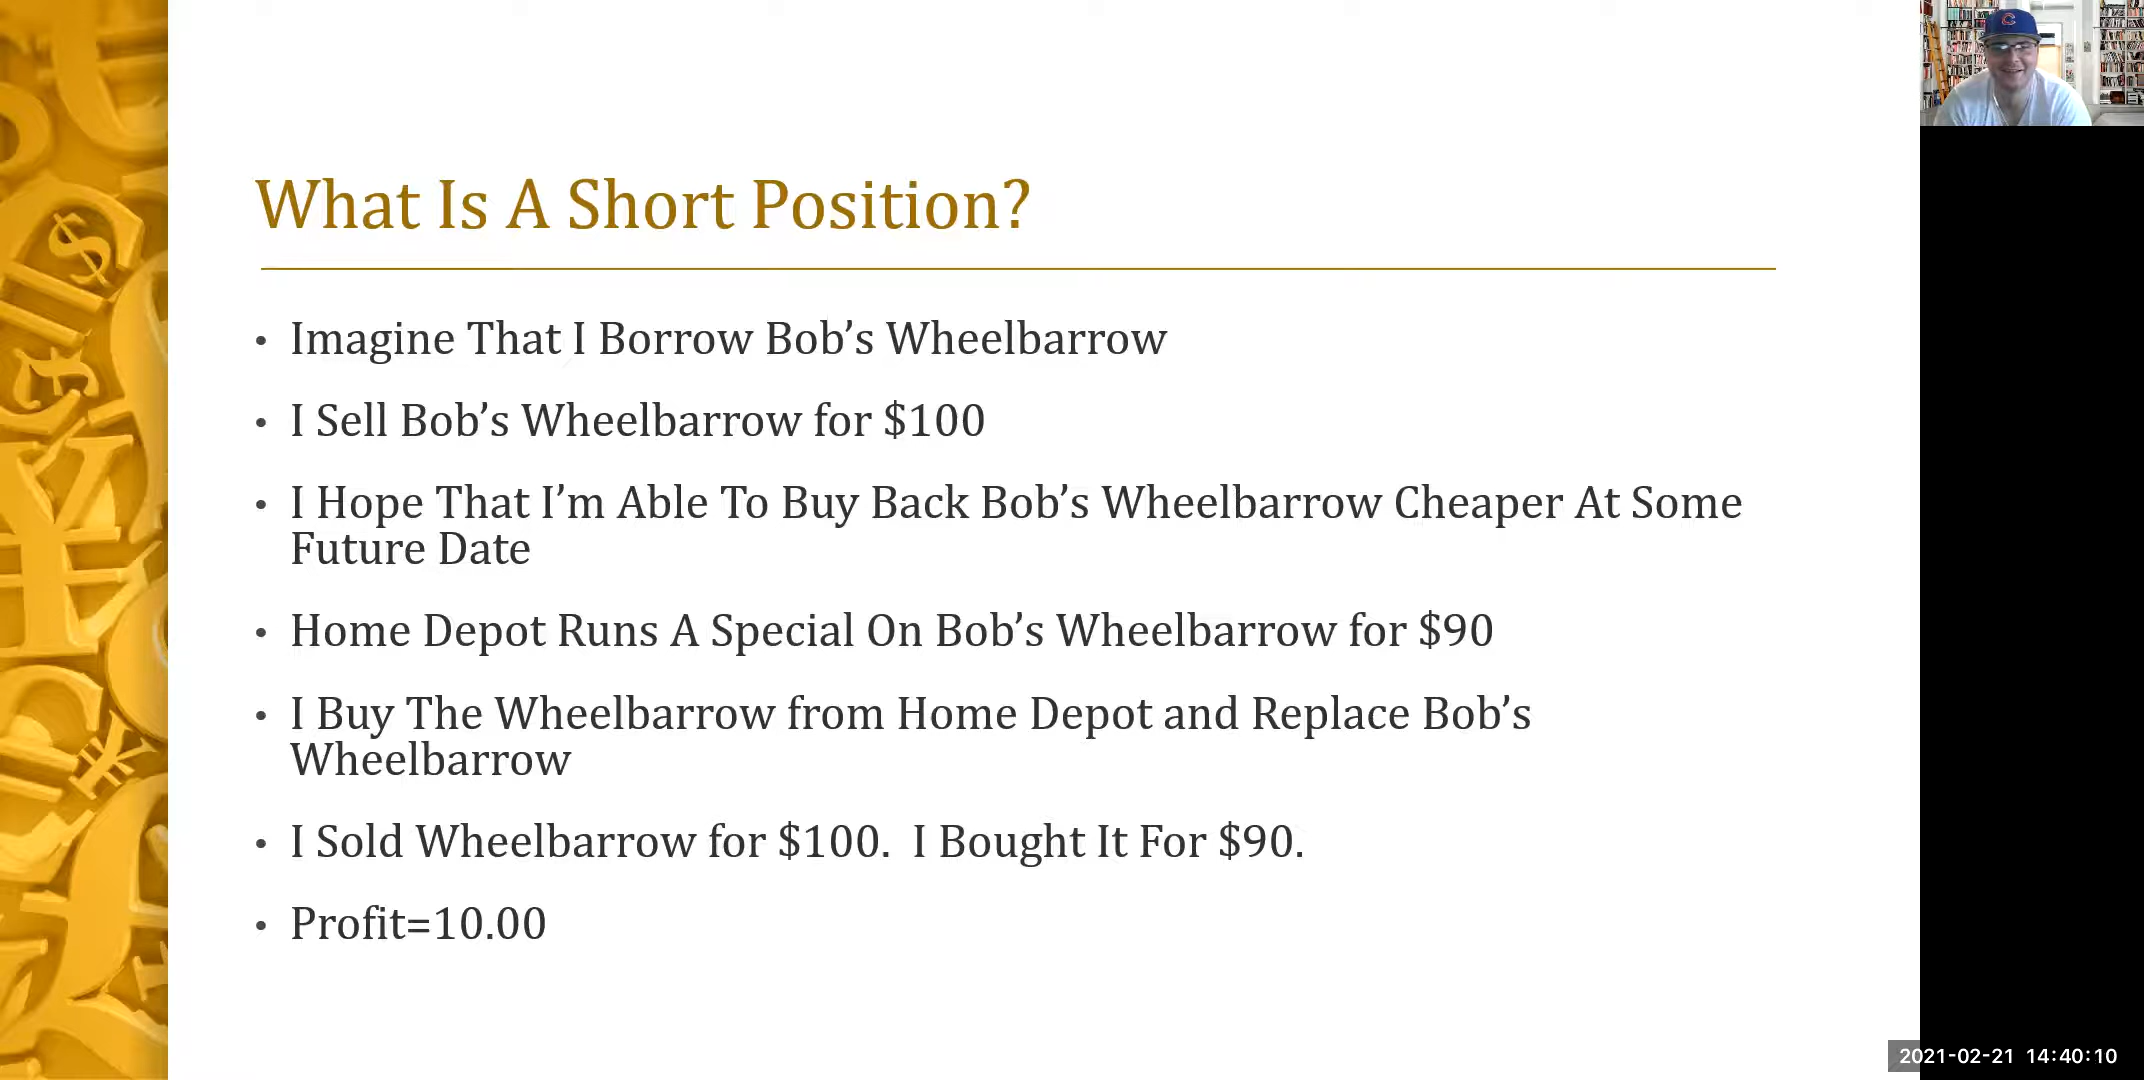 What Is A Short Position?
• Imagine That I Borrow Bob’s Wheelbarrow
• I Sell Bob’s Wheelbarrow for $100
• I Hope That I’m Able To Buy Back Bob’s Wheelbarrow Cheaper At Some
Future Date
• Home Depot Runs A Special On Bob’s Wheelbarrow for $90
• I Buy The Wheelbarrow from Home Depot and Replace Bob’s
Wheelbarrow
• I Sold Wheelbarrow for $100.  I Bought It For $90.
• Profit=10.00
C
2021-02-21 14:40:10